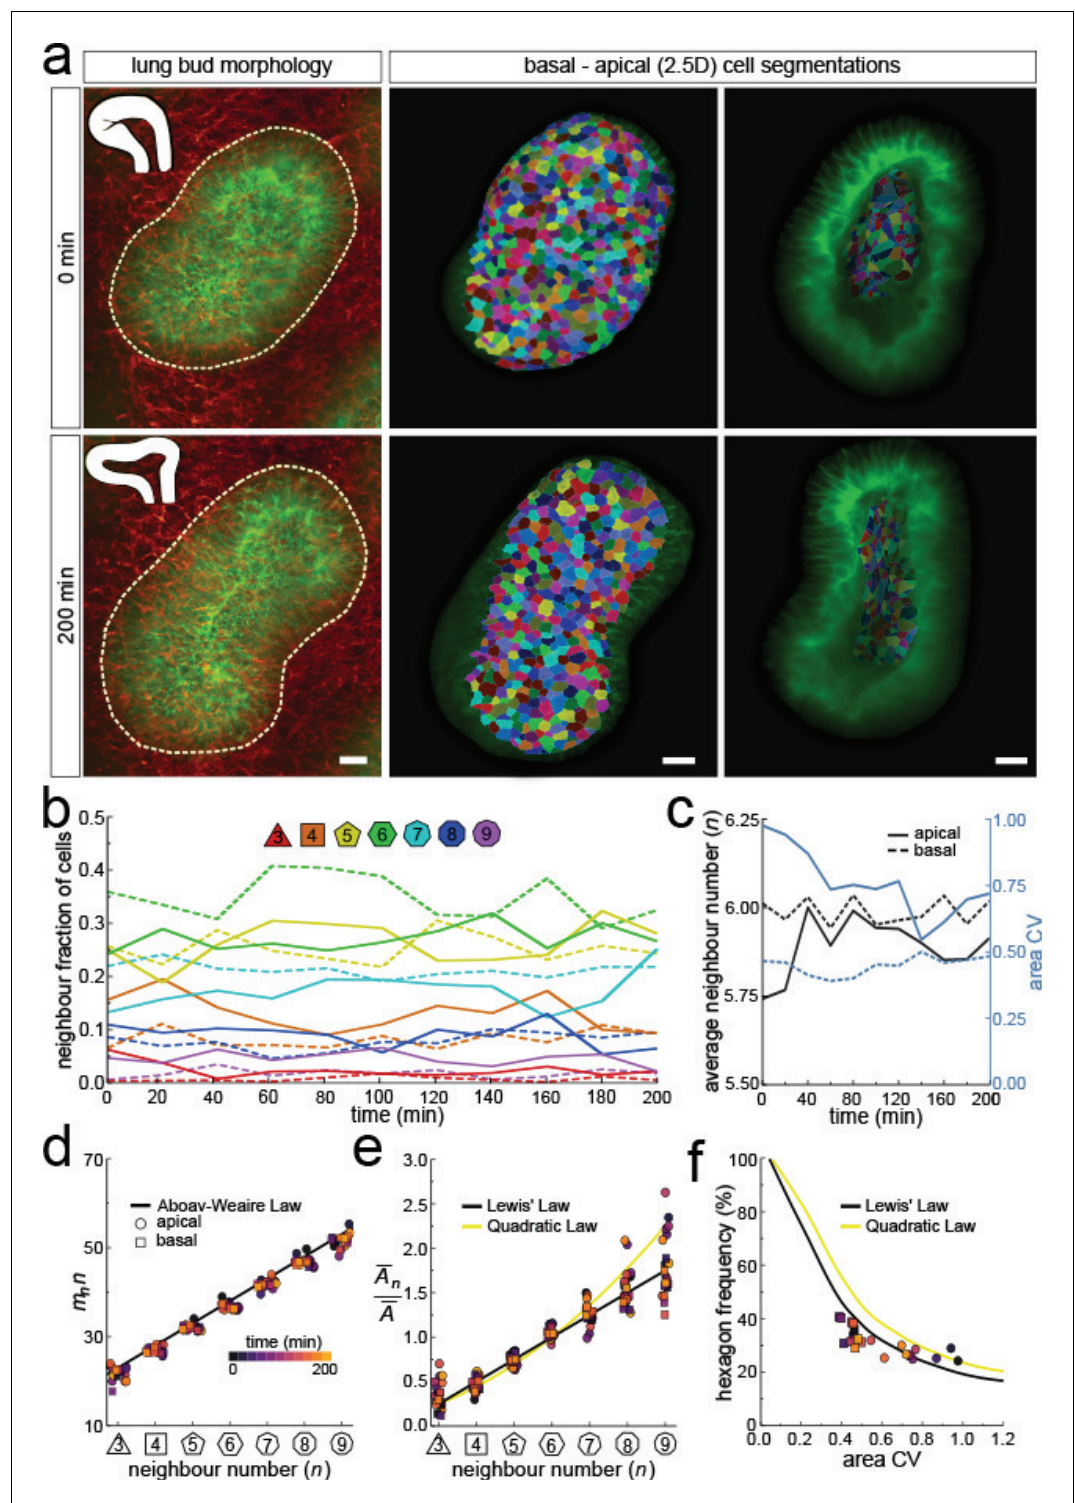 a
lung bud morphology
basal - apical (2.5D) cell segmentations
0 min
200 min
b
neighbour fraction of cells
0.5
0.4
0.3
0.2
0.1
0.0
3 4 5 6 7 8 9
0 20 40 60 80 100 120 140 160 180 200
time (min)
c
average neighbour number (n)
6.25
6.00
5.75
5.50
apical
basal
1.00
0.75
0.50
0.25
0.00
area CV
0 40 80 120 160 200
time (min)
d
mₙn
70
50
30
10
Aboav-Weaire Law
apical
basal
time (min)
0 200
3 4 5 6 7 8 9
neighbour number (n)
e
A̅ₙ
A̅
3.0
2.5
2.0
1.5
1.0
0.5
0.0
Lewis' Law
Quadratic Law
3 4 5 6 7 8 9
neighbour number (n)
f
hexagon frequency (%)
100
80
60
40
20
0
Lewis' Law
Quadratic Law
0.0 0.2 0.4 0.6 0.8 1.0 1.2
area CV